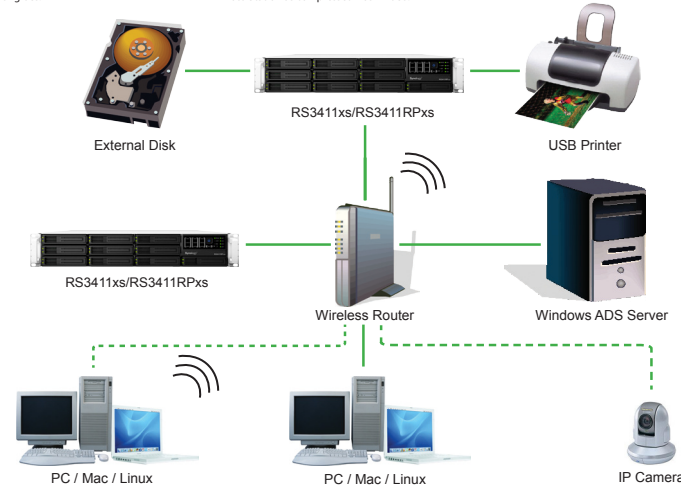 External Disk
RS3411xs/RS3411RPxs
USB Printer
RS3411xs/RS3411RPxs
Wireless Router
Windows ADS Server
PC / Mac / Linux
PC / Mac / Linux
IP Camera